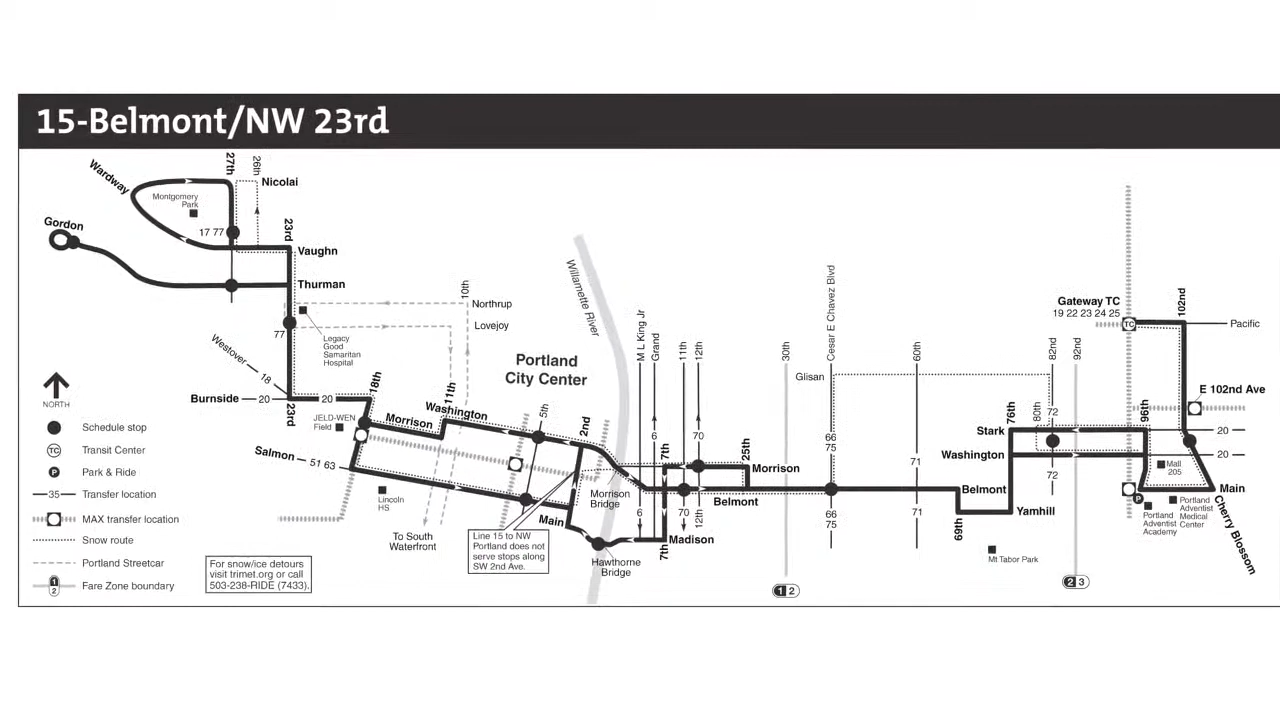 15-Belmont/NW 23rd
Wardway
27th
26th
Nicolai
Montgomery
Park
Gordon
17 77
23rd
Vaughn
Thurman
10th
Northrup
Lovejoy
77
Legacy
Good
Samaritan
Hospital
Westover
18
Burnside
20
20
23rd
18th
JELD-WEN
Field
Morrison
11th
Washington
Salmon
51 63
Lincoln
HS
To South
Waterfront
Portland
City Center
5th
2nd
Main
Willamette River
Morrison
Bridge
Hawthorne
Bridge
Line 15 to NW
Portland does not
serve stops along
SW 2nd Ave.
M L King Jr
Grand
11th
12th
6
70
7th
25th
Morrison
Belmont
6
70
12th
7th
Madison
30th
1 2
Cesar E Chavez Blvd
Glisan
66
75
66
75
60th
71
71
Belmont
69th
Yamhill
Mt Tabor Park
76th
80th
82nd
92nd
72
72
Stark
Washington
2 3
96th
Gateway TC
19 22 23 24 25
TC
102nd
Pacific
E 102nd Ave
20
20
Mall
205
Main
P
Portland
Adventist
Academy
Portland
Adventist
Medical
Center
Cherry Blossom
NORTH
Schedule stop
TC
Transit Center
P
Park & Ride
35
Transfer location
MAX transfer location
Snow route
Portland Streetcar
1
2
Fare Zone boundary
For snow/ice detours
visit trimet.org or call
503-238-RIDE (7433).